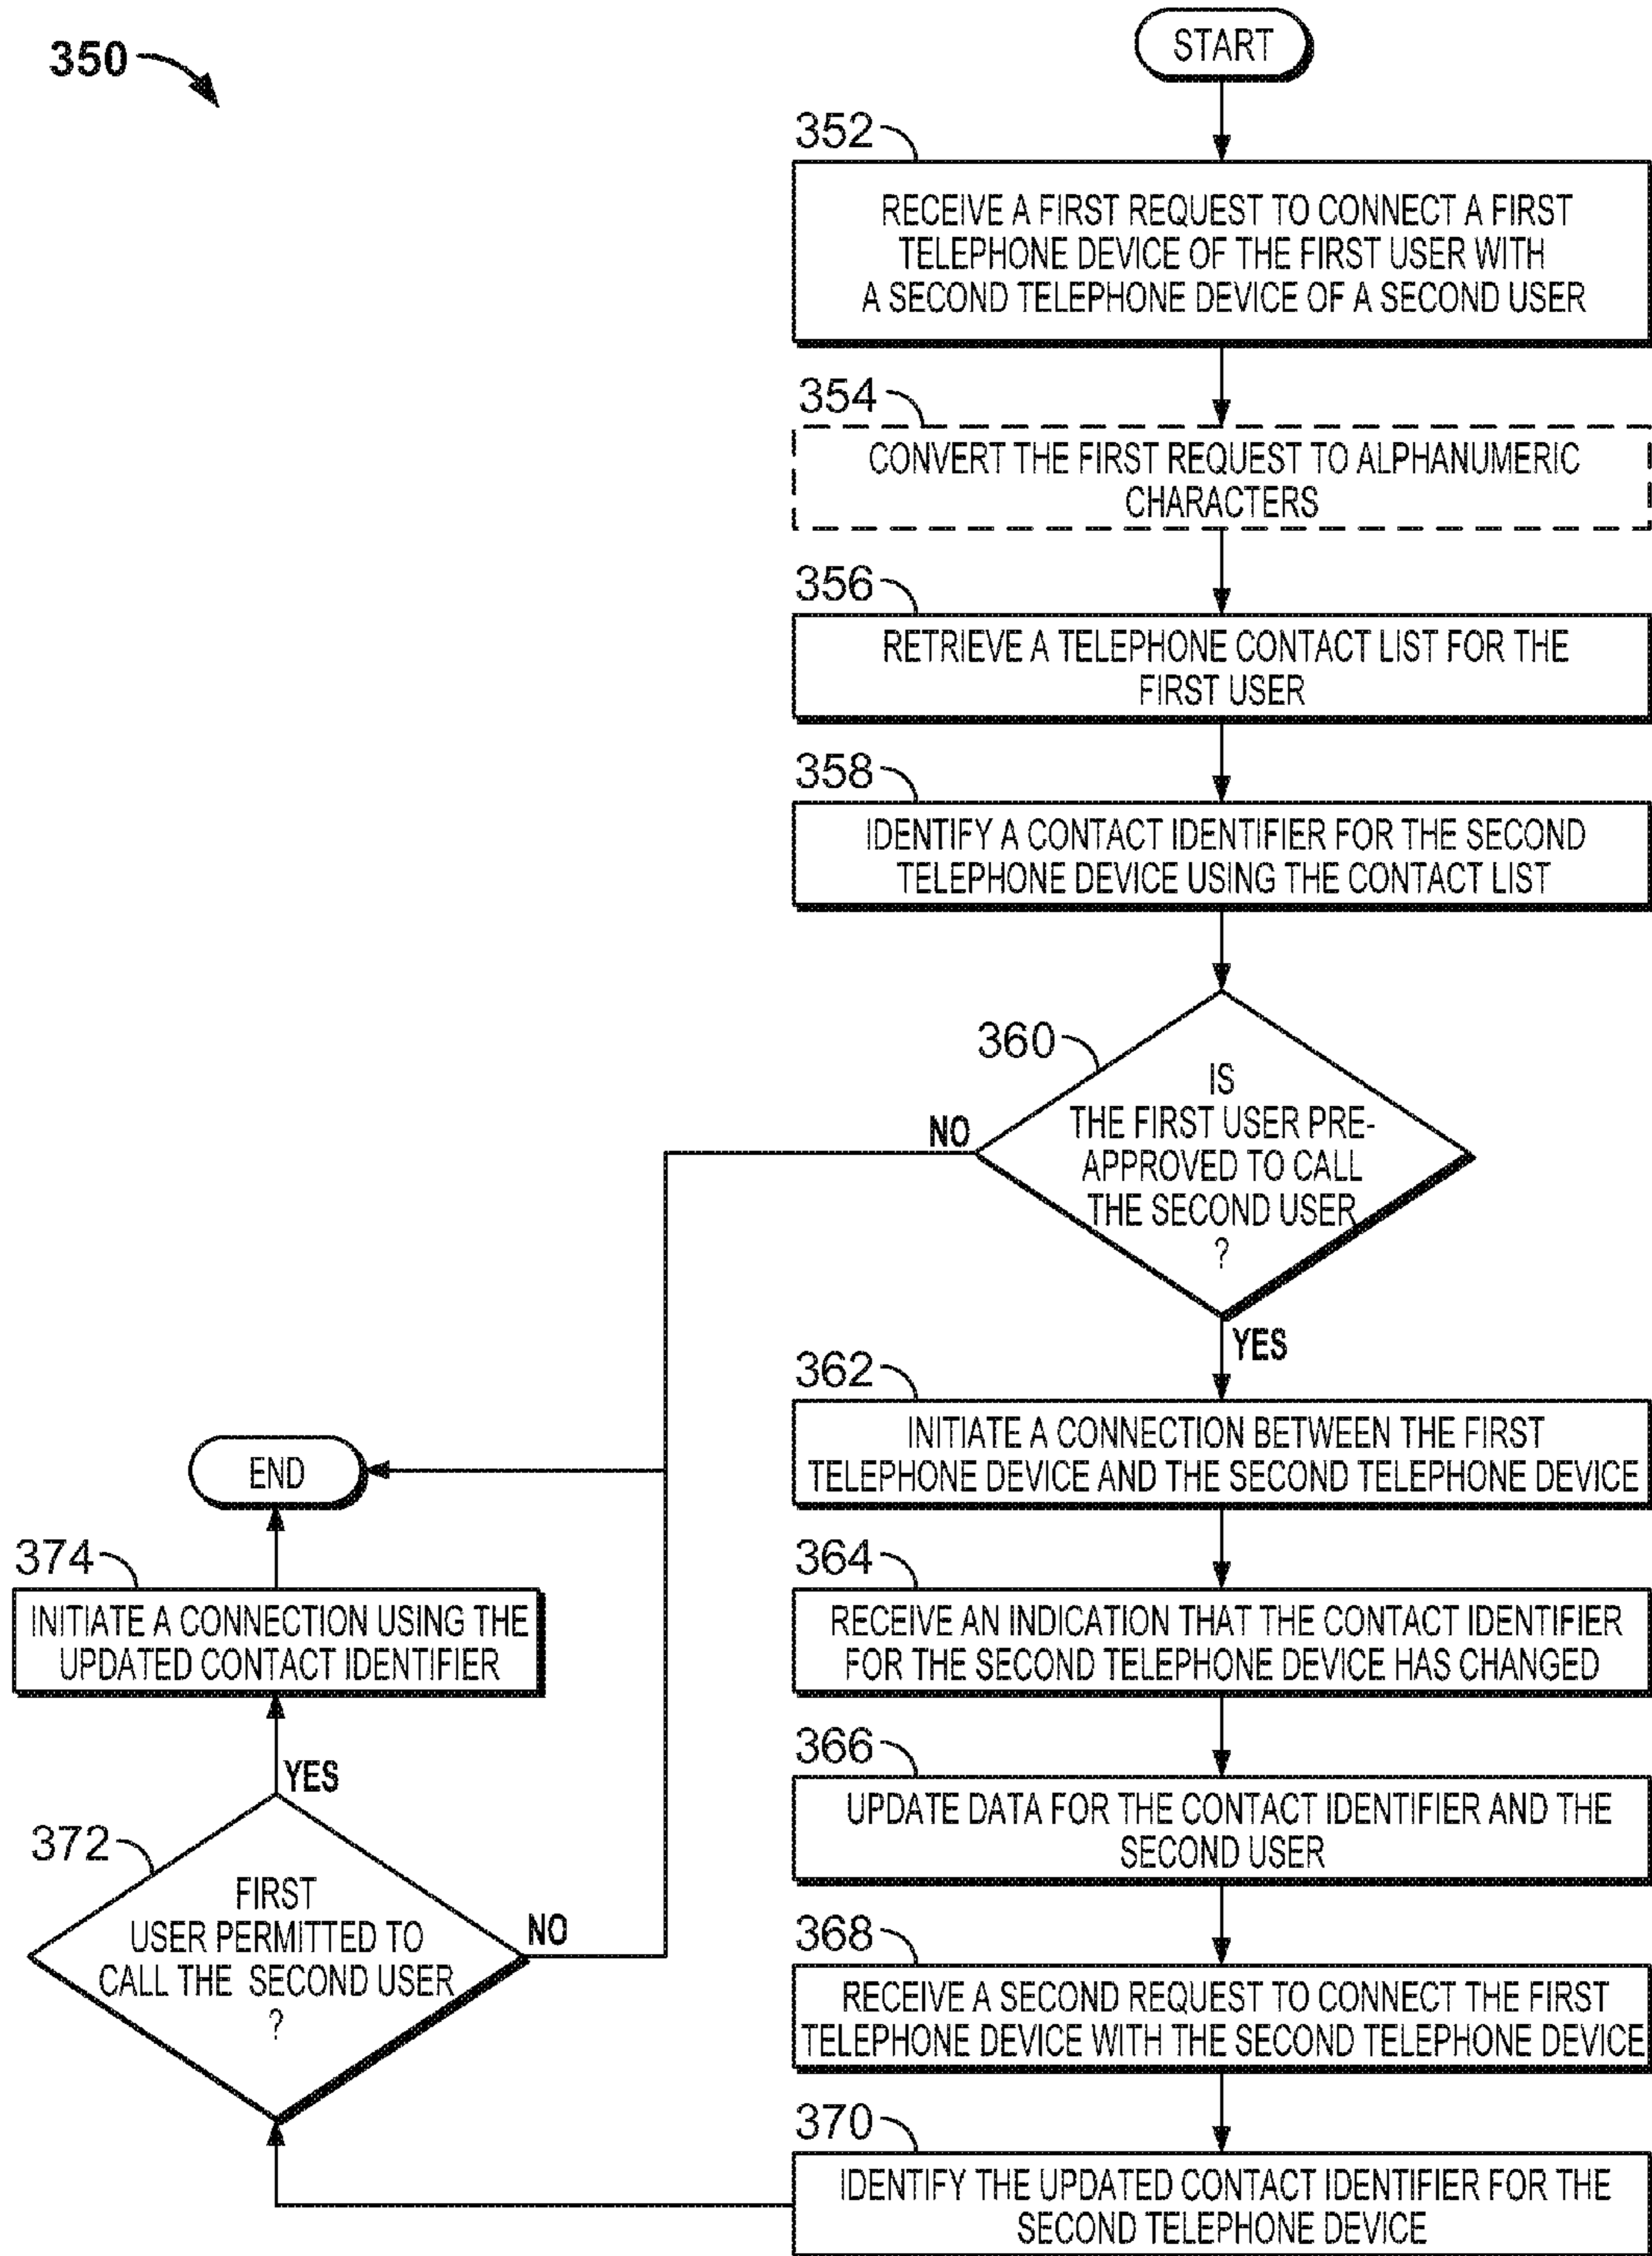 350
START
352
RECEIVE A FIRST REQUEST TO CONNECT A FIRST
TELEPHONE DEVICE OF THE FIRST USER WITH
A SECOND TELEPHONE DEVICE OF A SECOND USER
354
CONVERT THE FIRST REQUEST TO ALPHANUMERIC
CHARACTERS
356
RETRIEVE A TELEPHONE CONTACT LIST FOR THE
FIRST USER
358
IDENTIFY A CONTACT IDENTIFIER FOR THE SECOND
TELEPHONE DEVICE USING THE CONTACT LIST
360
IS
THE FIRST USER PRE-
APPROVED TO CALL
THE SECOND USER
?
NO
YES
362
INITIATE A CONNECTION BETWEEN THE FIRST
TELEPHONE DEVICE AND THE SECOND TELEPHONE DEVICE
364
RECEIVE AN INDICATION THAT THE CONTACT IDENTIFIER
FOR THE SECOND TELEPHONE DEVICE HAS CHANGED
366
UPDATE DATA FOR THE CONTACT IDENTIFIER AND THE
SECOND USER
368
RECEIVE A SECOND REQUEST TO CONNECT THE FIRST
TELEPHONE DEVICE WITH THE SECOND TELEPHONE DEVICE
370
IDENTIFY THE UPDATED CONTACT IDENTIFIER FOR THE
SECOND TELEPHONE DEVICE
372
FIRST
USER PERMITTED TO
CALL THE SECOND USER
?
NO
YES
374
INITIATE A CONNECTION USING THE
UPDATED CONTACT IDENTIFIER
END